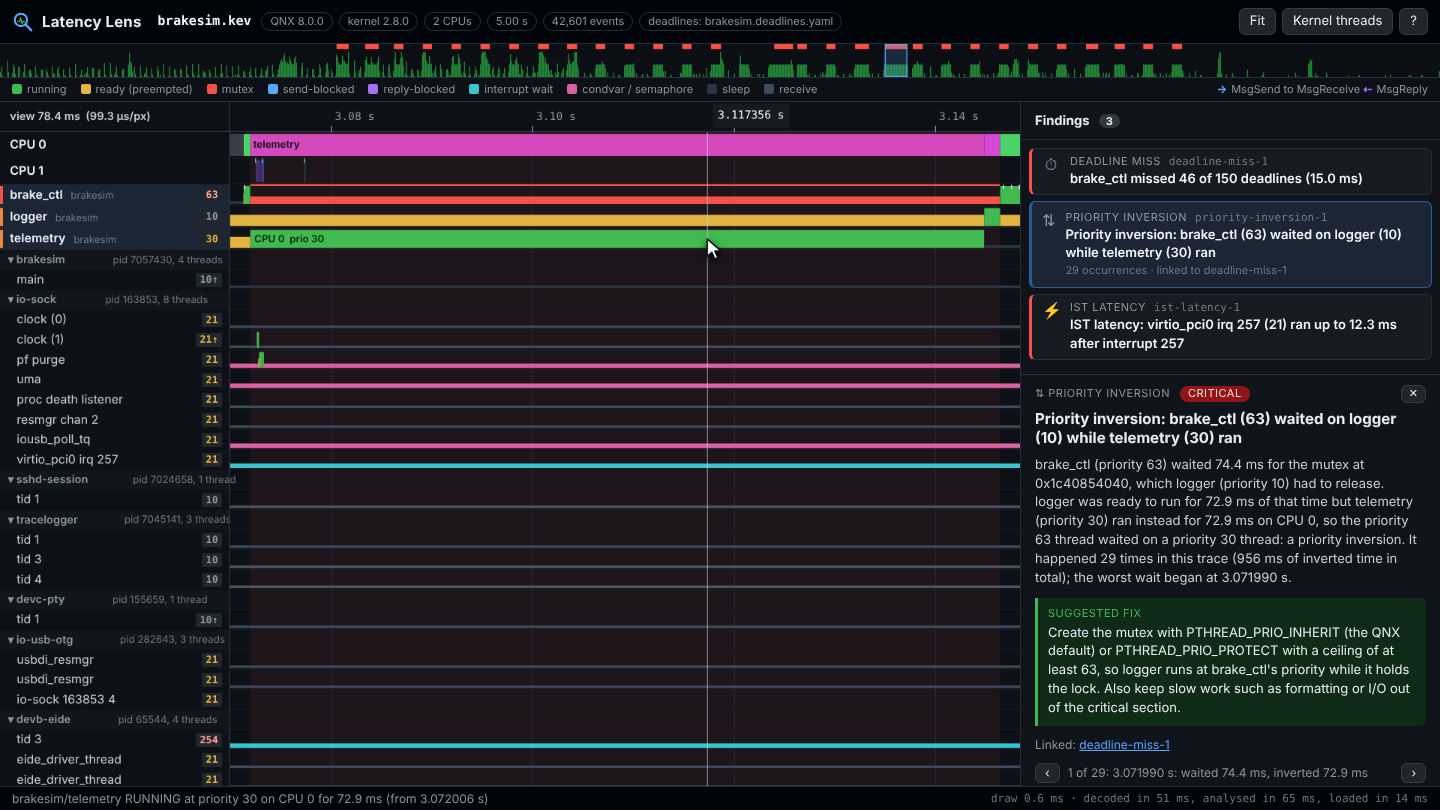 Latency Lens brakesim.kev QNX 8.0.0 kernel 2.8.0 2 CPUs 5.00 s 42,601 events deadlines: brakesim.deadlines.yaml Fit Kernel threads ?
running ready (preempted) mutex send-blocked reply-blocked interrupt wait condvar / semaphore sleep receive → MsgSend to MsgReceive ← MsgReply
view 78.4 ms (99.3 µs/px) 3.08 s 3.10 s 3.117356 s 3.14 s
CPU 0 telemetry
CPU 1
brake_ctl brakesim 63
logger brakesim 10
telemetry brakesim 30 CPU 0 prio 30
▾ brakesim pid 7057430, 4 threads
main 10↑
▾ io-sock pid 163853, 8 threads
clock (0) 21
clock (1) 21↑
pf purge 21
uma 21
proc death listener 21
resmgr chan 2 21
iousb_poll_tq 21
virtio_pci0 irq 257 21
▾ sshd-session pid 7024658, 1 thread
tid 1 10
▾ tracelogger pid 7045141, 3 threads
tid 1 10
tid 3 10
tid 4 10
▾ devc-pty pid 155659, 1 thread
tid 1 10↑
▾ io-usb-otg pid 282643, 3 threads
usbdi_resmgr 21
usbdi_resmgr 21
io-sock 163853 4 21
▾ devb-eide pid 65544, 4 threads
tid 3 254
eide_driver_thread 21
eide_driver_thread 21
Findings 3
DEADLINE MISS deadline-miss-1
brake_ctl missed 46 of 150 deadlines (15.0 ms)
PRIORITY INVERSION priority-inversion-1
Priority inversion: brake_ctl (63) waited on logger (10)
while telemetry (30) ran
29 occurrences · linked to deadline-miss-1
IST LATENCY ist-latency-1
IST latency: virtio_pci0 irq 257 (21) ran up to 12.3 ms
after interrupt 257
⇅ PRIORITY INVERSION CRITICAL ✕
Priority inversion: brake_ctl (63) waited on logger
(10) while telemetry (30) ran
brake_ctl (priority 63) waited 74.4 ms for the mutex at
0x1c40854040, which logger (priority 10) had to release.
logger was ready to run for 72.9 ms of that time but telemetry
(priority 30) ran instead for 72.9 ms on CPU 0, so the priority
63 thread waited on a priority 30 thread: a priority inversion. It
happened 29 times in this trace (956 ms of inverted time in
total); the worst wait began at 3.071990 s.
SUGGESTED FIX
Create the mutex with PTHREAD_PRIO_INHERIT (the QNX
default) or PTHREAD_PRIO_PROTECT with a ceiling of at
least 63, so logger runs at brake_ctl's priority while it holds
the lock. Also keep slow work such as formatting or I/O out
of the critical section.
Linked: deadline-miss-1
‹ 1 of 29: 3.071990 s: waited 74.4 ms, inverted 72.9 ms ›
brakesim/telemetry RUNNING at priority 30 on CPU 0 for 72.9 ms (from 3.072006 s) draw 0.6 ms · decoded in 51 ms, analysed in 65 ms, loaded in 14 ms